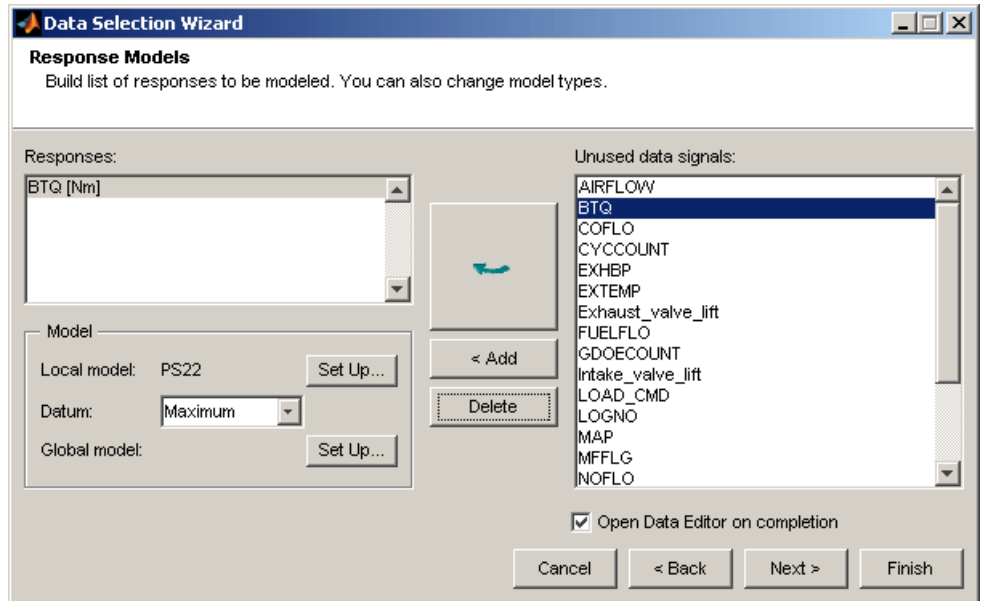 Data Selection Wizard
Response Models
Build list of responses to be modeled. You can also change model types.
Responses:
BTQ [Nm]
Model
Local model: PS22 Set Up...
Datum: Maximum
Global model: Set Up...
< Add
Delete
Unused data signals:
AIRFLOW
BTQ
COFLO
CYCCOUNT
EXHBP
EXTEMP
Exhaust_valve_lift
FUELFLO
GDOECOUNT
Intake_valve_lift
LOAD_CMD
LOGNO
MAP
MFFLG
NOFLO
Open Data Editor on completion
Cancel < Back Next > Finish